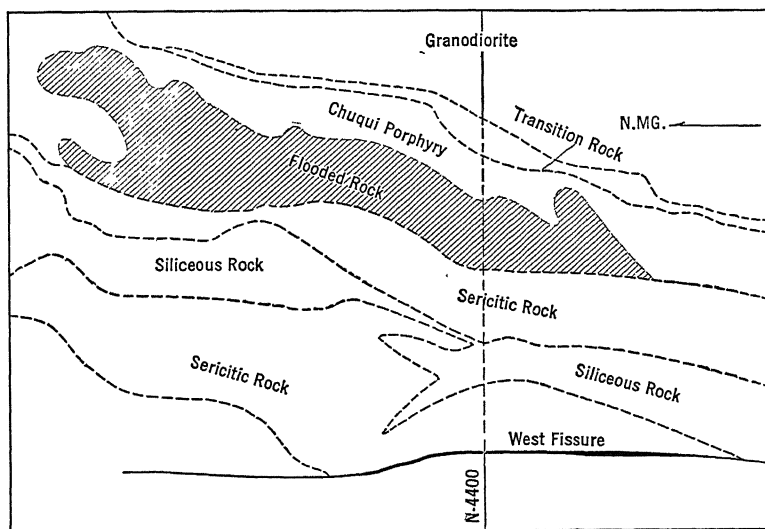 Granodiorite
Transition Rock
N.MG.
Chuqui Porphyry
Flooded Rock
Siliceous Rock
Sericitic Rock
Sericitic Rock
Siliceous Rock
West Fissure
N-4400